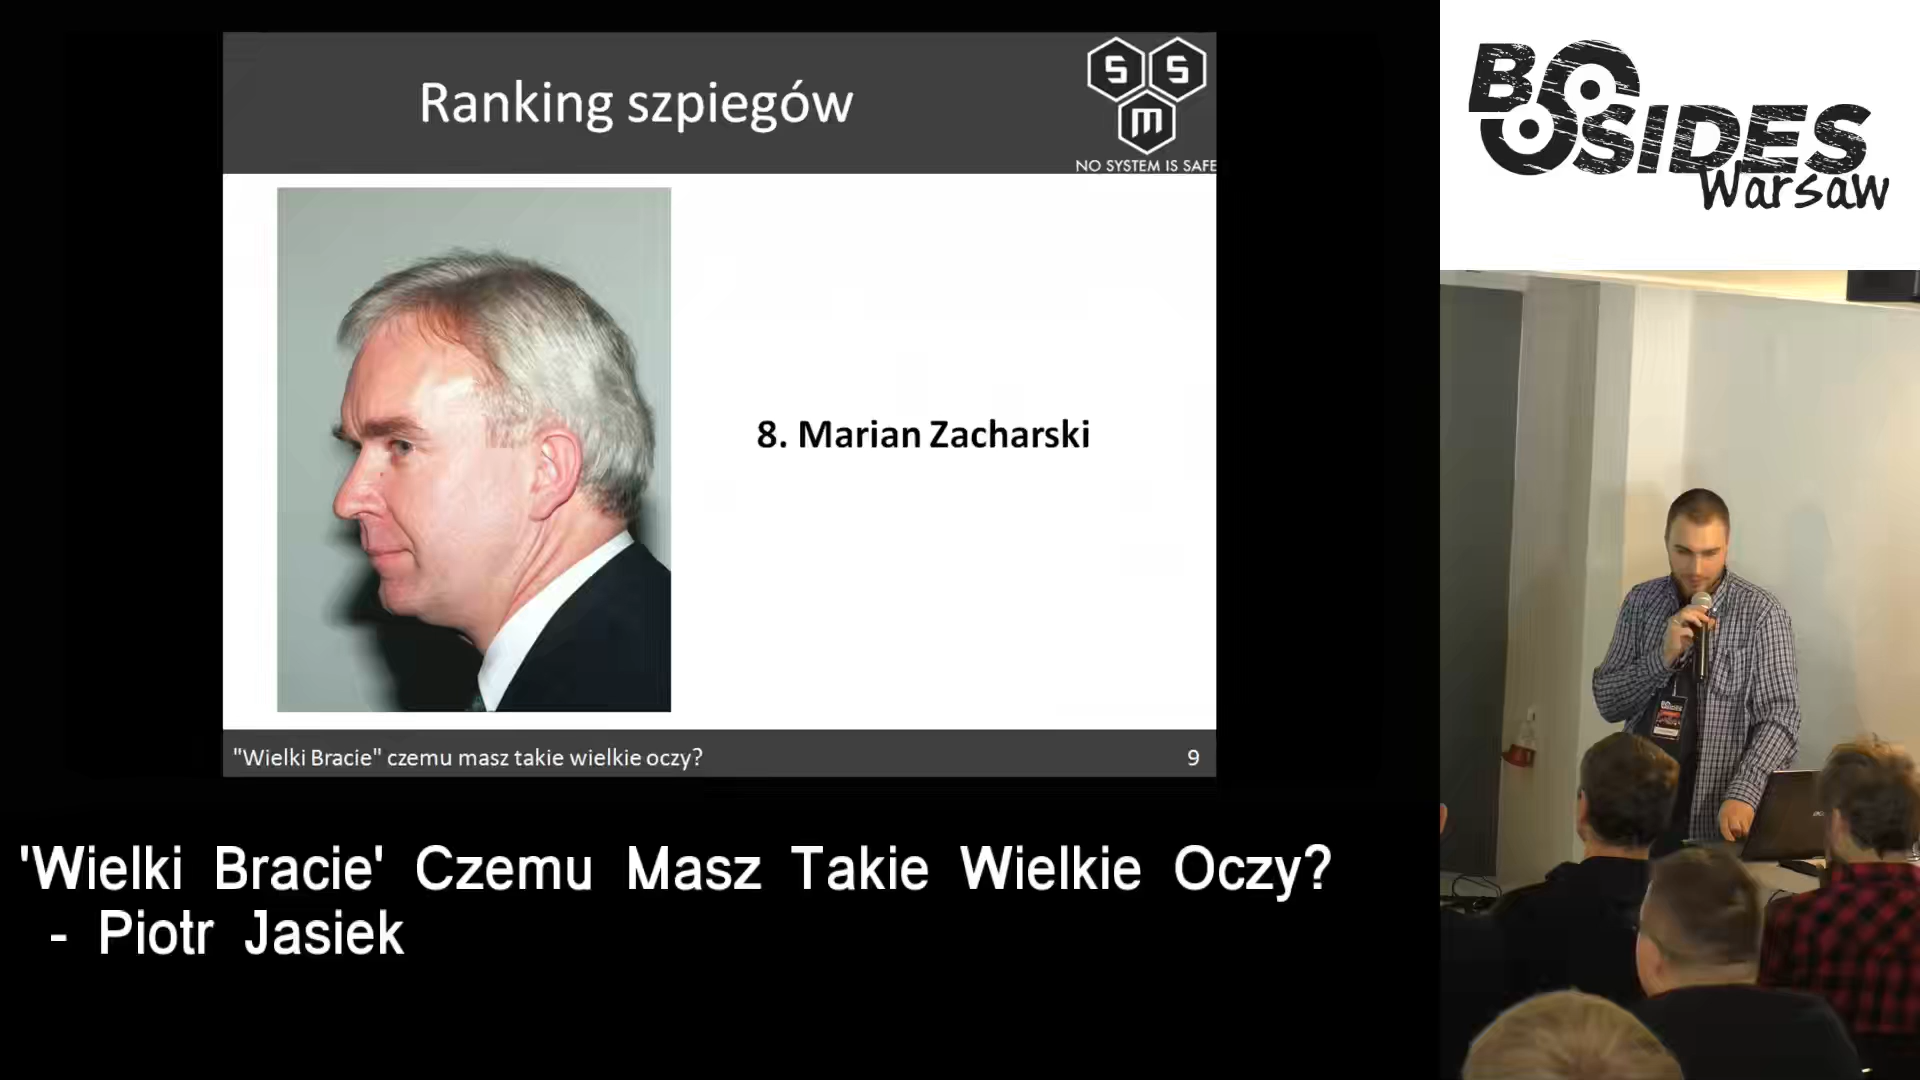 Ranking szpiegów
S S
m
NO SYSTEM IS SAFE
8. Marian Zacharski
"Wielki Bracie" czemu masz takie wielkie oczy?
9
BSIDES
Warsaw
'Wielki Bracie' Czemu Masz Takie Wielkie Oczy?
- Piotr Jasiek